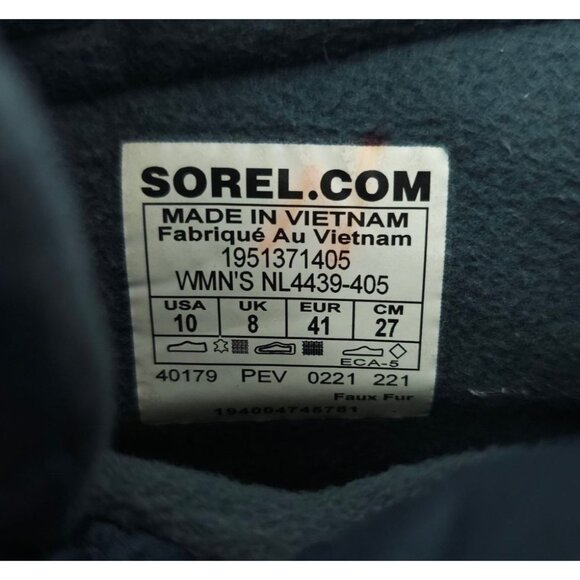 SOREL.COM
MADE IN VIETNAM
Fabriqué Au Vietnam
1951371405
WMN'S NL4439-405
USA UK EUR CM
10 8 41 27
ECA-5
40179 PEV 0221 221
Faux Fur
194004745781